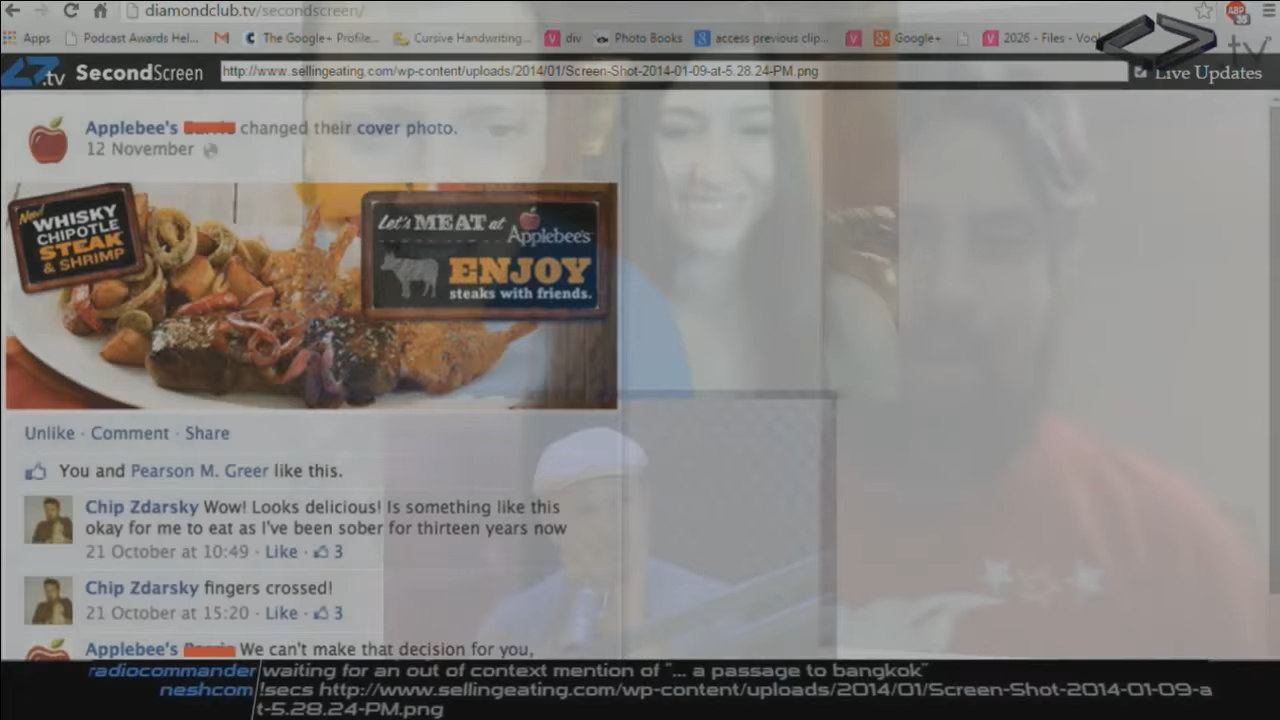 diamondclub.tv/secondscreen/
Apps Podcast Awards Hel... The Google+ Profile... Cursive Handwriting... div Photo Books access previous clip... Google+ 2026 - Files - Voc
.tv SecondScreen http://www.sellingeating.com/wp-content/uploads/2014/01/Screen-Shot-2014-01-09-at-5.28.24-PM.png Live Updates
tv
Applebee's changed their cover photo.
12 November
New!
WHISKY
CHIPOTLE
STEAK
& SHRIMP
Let's MEAT at
Applebee's
ENJOY
steaks with friends.
Unlike · Comment · Share
You and Pearson M. Greer like this.
Chip Zdarsky Wow! Looks delicious! Is something like this
okay for me to eat as I've been sober for thirteen years now
21 October at 10:49 · Like · 3
Chip Zdarsky fingers crossed!
21 October at 15:20 · Like · 3
Applebee's We can't make that decision for you,
radiocommander waiting for an out of context mention of "... a passage to bangkok"
neshcom !secs http://www.sellingeating.com/wp-content/uploads/2014/01/Screen-Shot-2014-01-09-a
t-5.28.24-PM.png